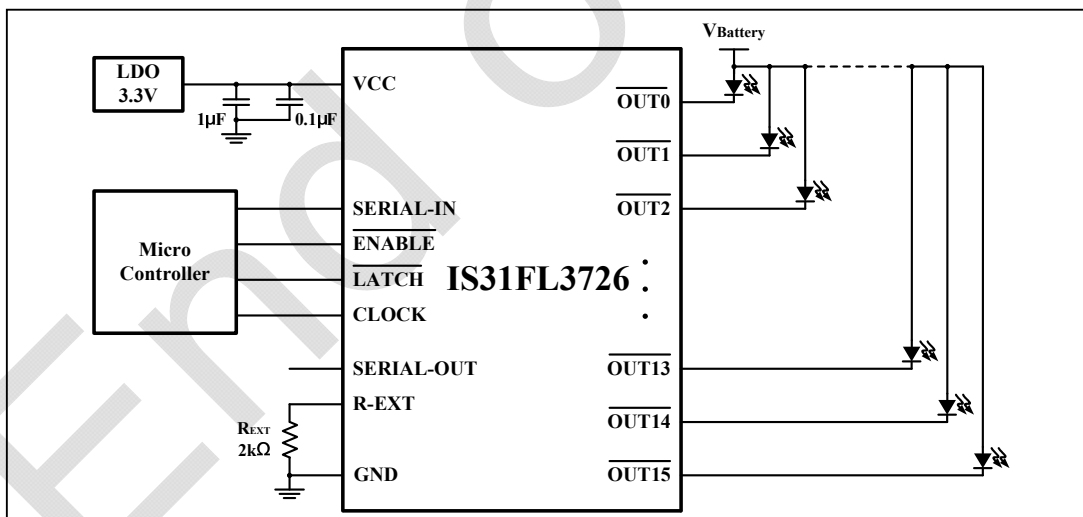 LDO
3.3V
1µF
0.1µF
VCC
Micro
Controller
SERIAL-IN
ENABLE
LATCH
CLOCK
SERIAL-OUT
R-EXT
REXT
2kΩ
GND
IS31FL3726
VBattery
OUT0
OUT1
OUT2
OUT13
OUT14
OUT15
End o